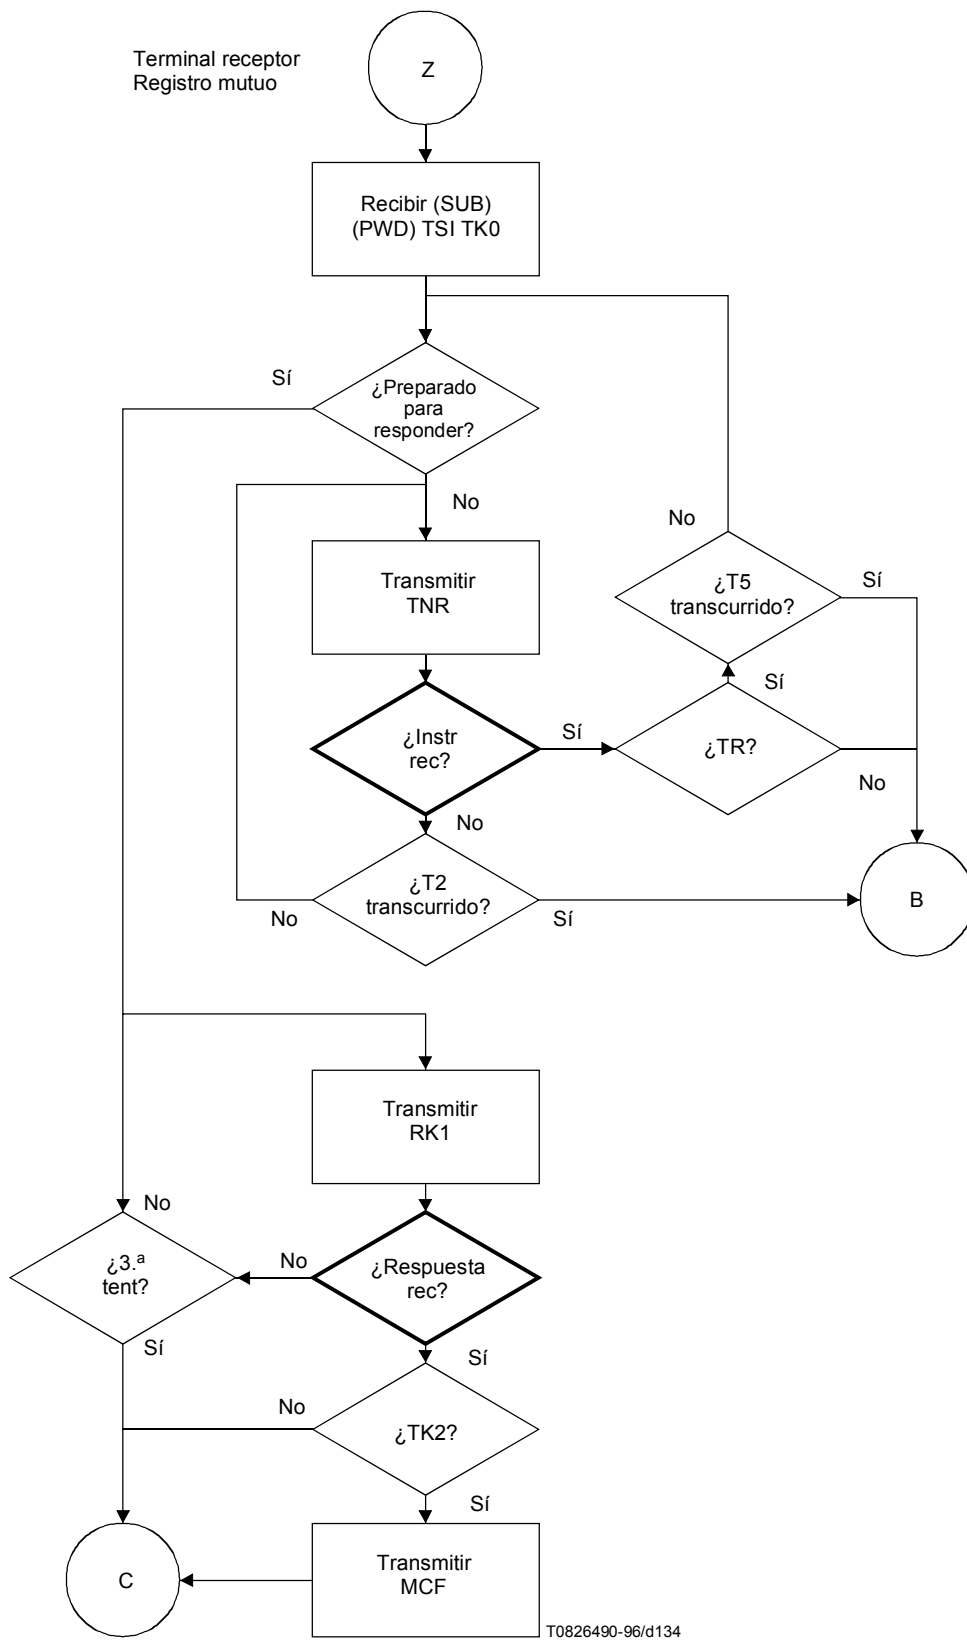 Terminal receptor
Registro mutuo
Z
Recibir (SUB)
(PWD) TSI TK0
Sí
¿Preparado
para
responder?
No
No
Transmitir
TNR
¿T5
transcurrido?
Sí
Sí
¿Instr
rec?
Sí
¿TR?
No
No
¿T2
transcurrido?
No
Sí
B
Transmitir
RK1
No
¿3.ª
tent?
No
¿Respuesta
rec?
Sí
Sí
No
¿TK2?
Sí
C
Transmitir
MCF
T0826490-96/d134